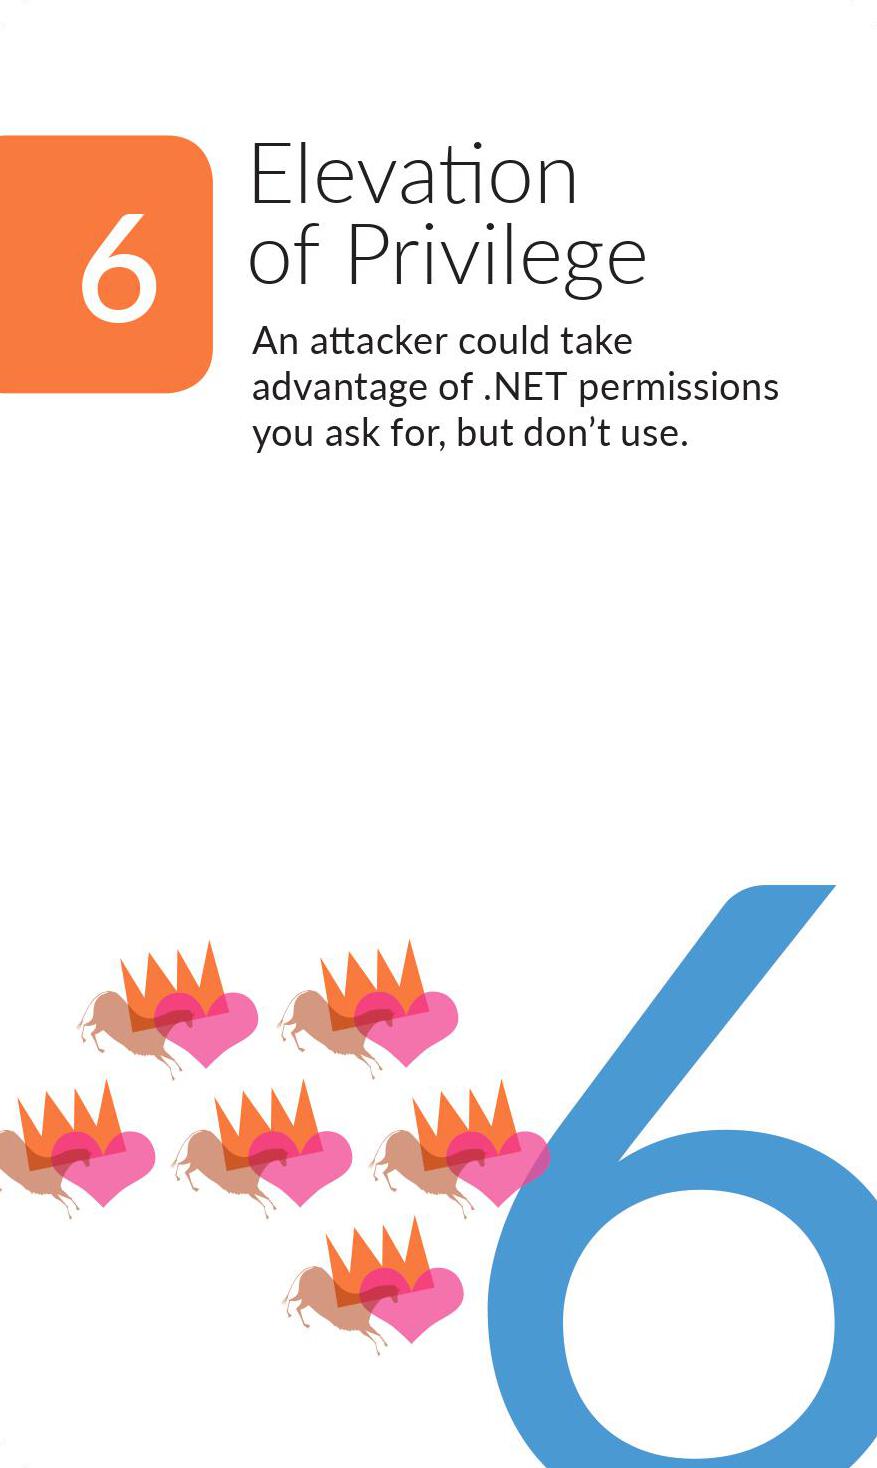 6
Elevation
of Privilege
An attacker could take
advantage of .NET permissions
you ask for, but don’t use.
6